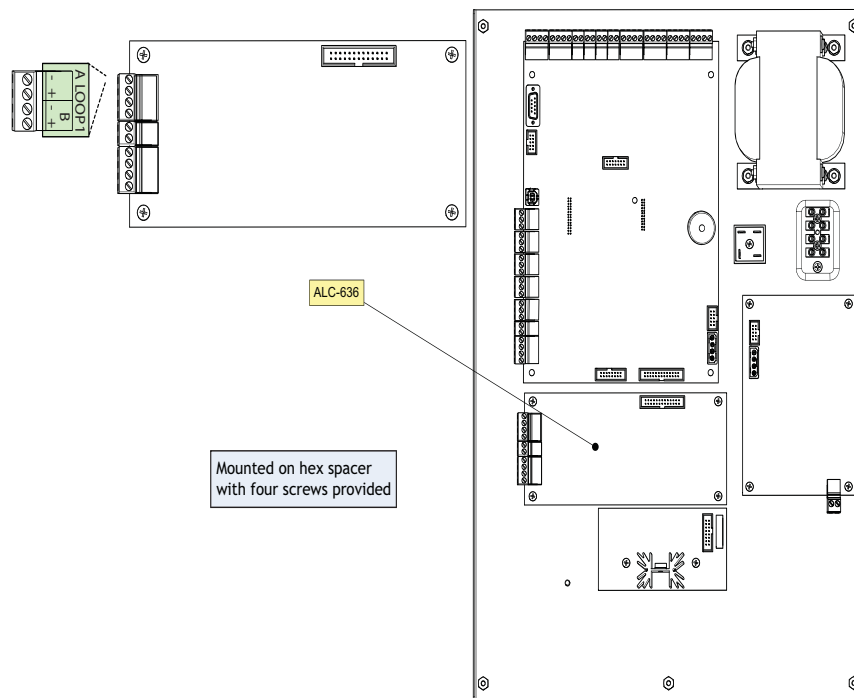 A LOOP1
B
- + - +
ALC-636
Mounted on hex spacer
with four screws provided